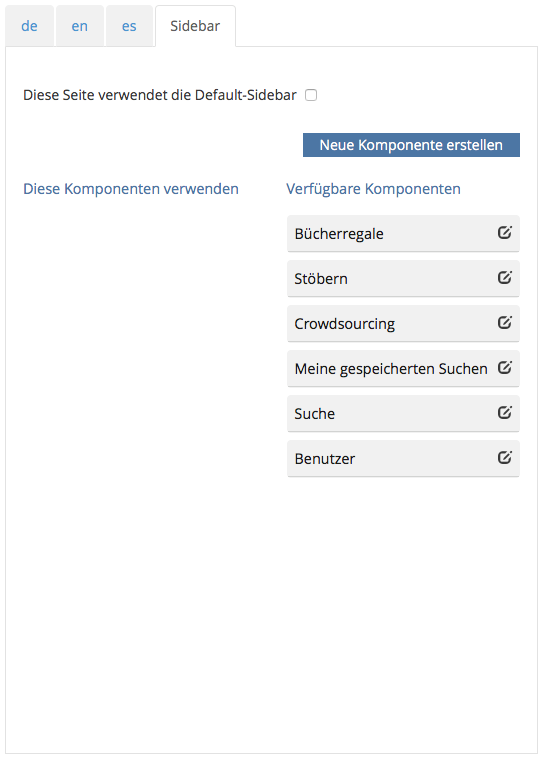 de en es Sidebar
Diese Seite verwendet die Default-Sidebar
Neue Komponente erstellen
Diese Komponenten verwenden Verfügbare Komponenten
Bücherregale
Stöbern
Crowdsourcing
Meine gespeicherten Suchen
Suche
Benutzer